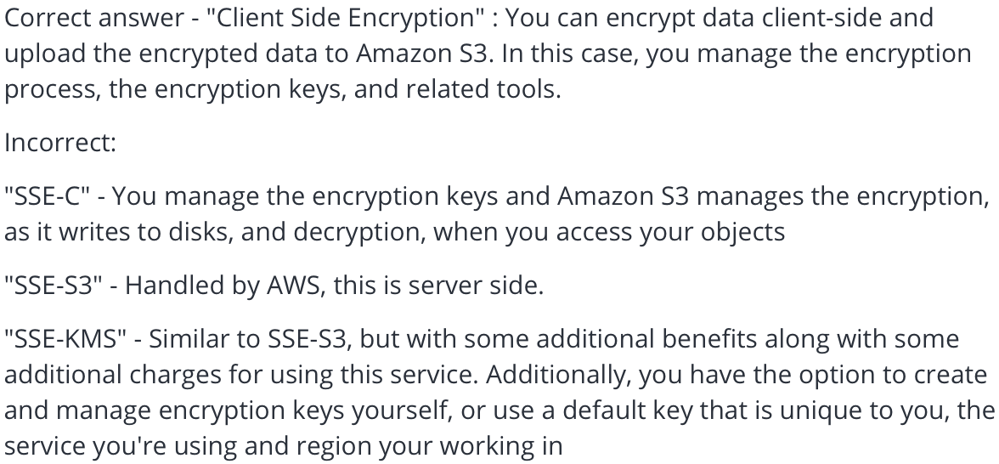 Correct answer - "Client Side Encryption" : You can encrypt data client-side and
upload the encrypted data to Amazon S3. In this case, you manage the encryption
process, the encryption keys, and related tools.
Incorrect:
"SSE-C" - You manage the encryption keys and Amazon S3 manages the encryption,
as it writes to disks, and decryption, when you access your objects
"SSE-S3" - Handled by AWS, this is server side.
"SSE-KMS" - Similar to SSE-S3, but with some additional benefits along with some
additional charges for using this service. Additionally, you have the option to create
and manage encryption keys yourself, or use a default key that is unique to you, the
service you're using and region your working in